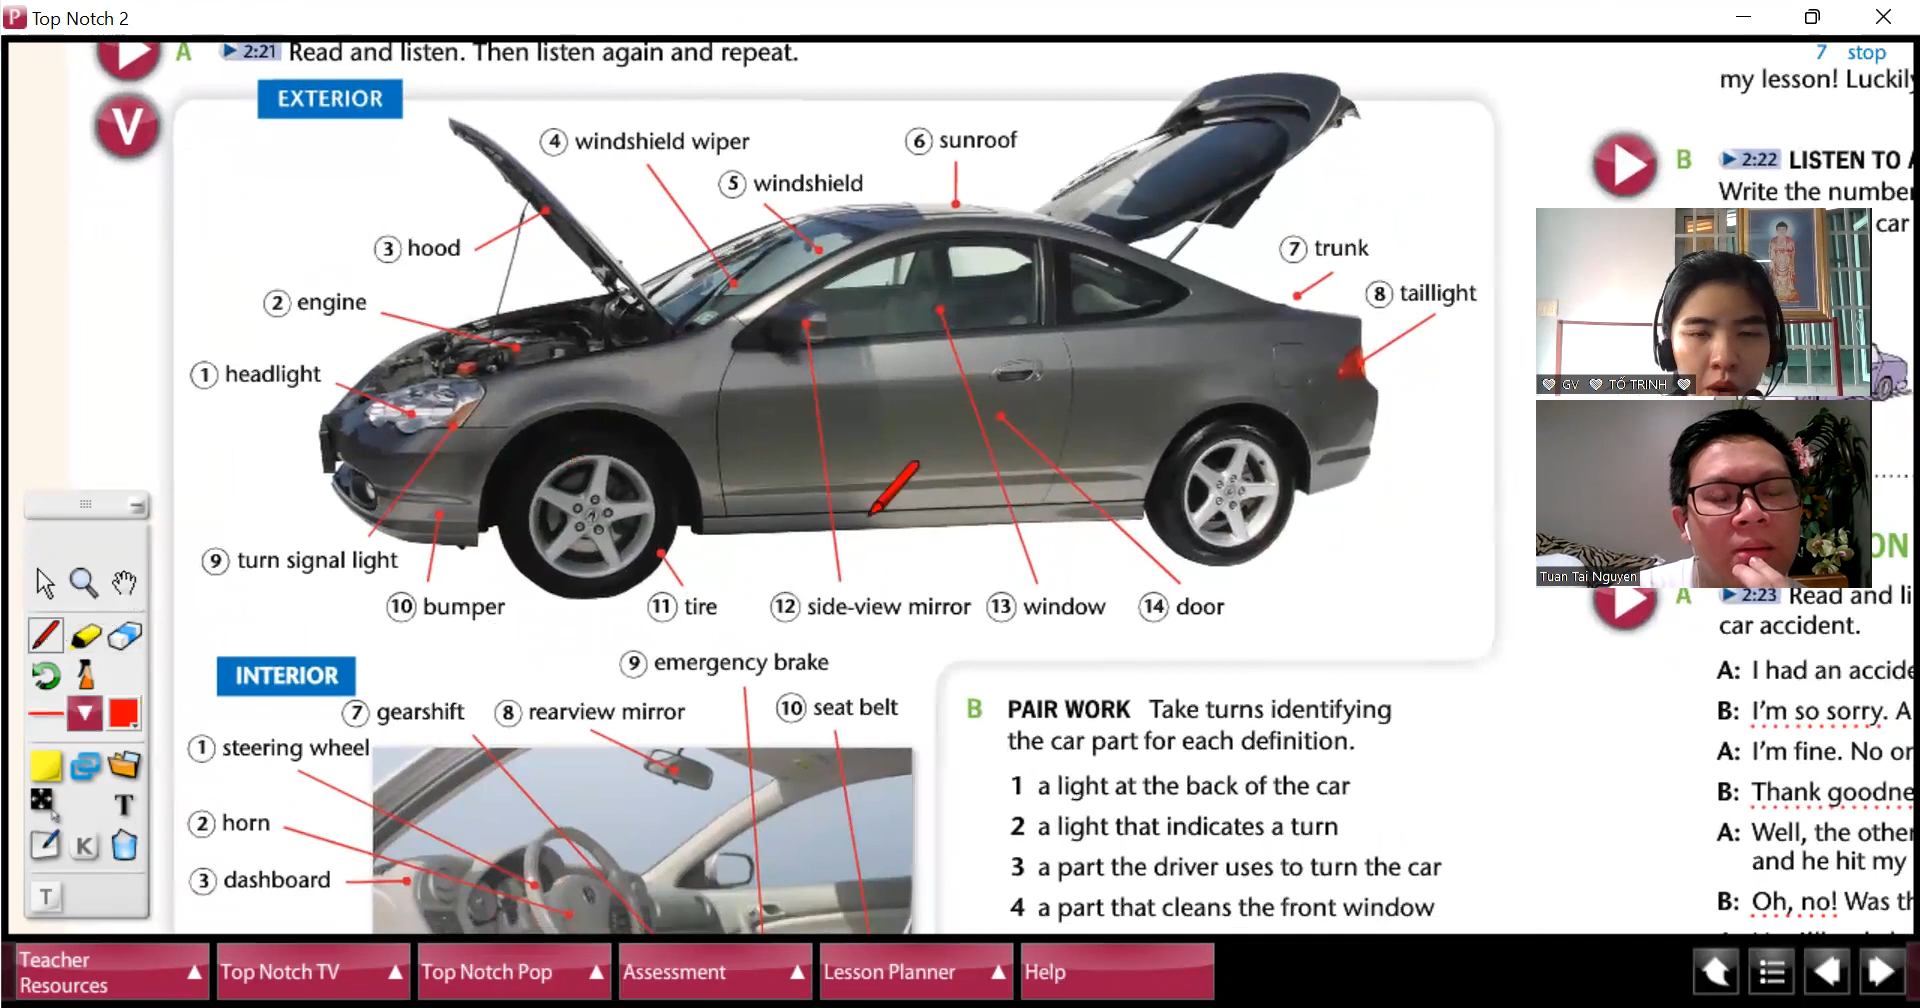 Top Notch 2
A 2:21 Read and listen. Then listen again and repeat.
7 stop
my lesson! Luckily
EXTERIOR
V
4 windshield wiper
6 sunroof
5 windshield
3 hood
7 trunk
2 engine
8 taillight
1 headlight
9 turn signal light
10 bumper
11 tire
12 side-view mirror
13 window
14 door
B 2:22 LISTEN TO
Write the number
car
GV TỐ TRINH
Tuan Tai Nguyen
ON
A 2:23 Read and li
car accident.
A: I had an accide
B: I'm so sorry. A
A: I'm fine. No or
B: Thank goodne
A: Well, the other
and he hit my
B: Oh, no! Was th
INTERIOR
9 emergency brake
7 gearshift
8 rearview mirror
10 seat belt
1 steering wheel
2 horn
3 dashboard
B PAIR WORK Take turns identifying
the car part for each definition.
1 a light at the back of the car
2 a light that indicates a turn
3 a part the driver uses to turn the car
4 a part that cleans the front window
T
K
T
Teacher
Resources
Top Notch TV
Top Notch Pop
Assessment
Lesson Planner
Help